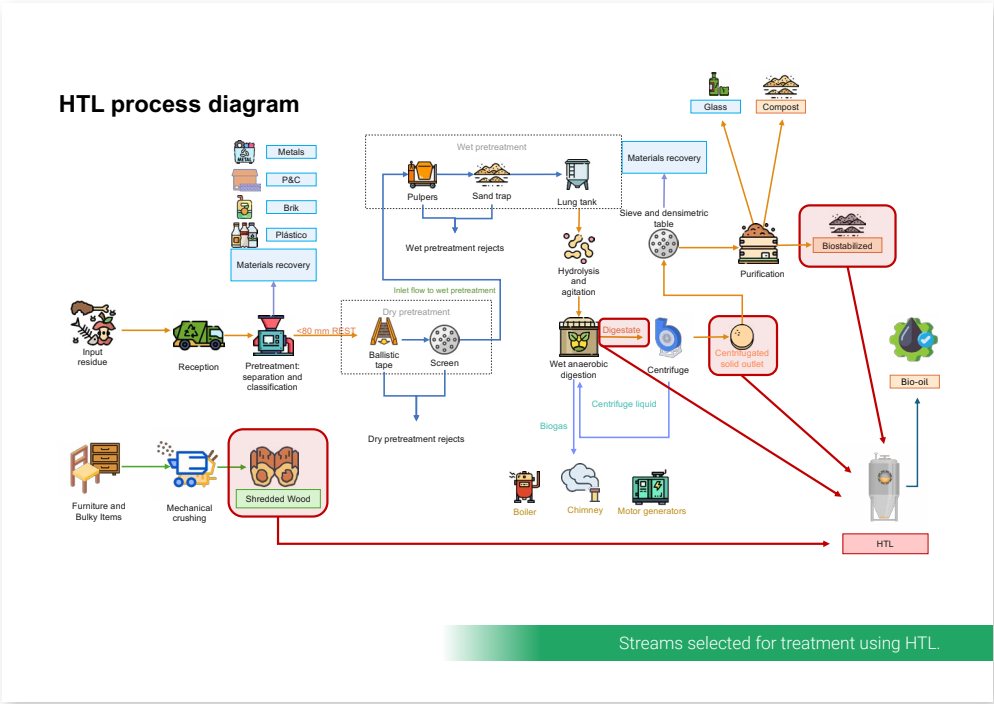 HTL process diagram
Glass
Compost
Metals
P&C
Brik
Plástico
Materials recovery
Wet pretreatment
Pulpers
Sand trap
Lung tank
Materials recovery
Wet pretreatment rejects
Sieve and densimetric
table
Purification
Biostabilized
Hydrolysis
and
agitation
Inlet flow to wet pretreatment
Input
residue
Reception
Pretreatment:
separation and
classification
<80 mm REST
Dry pretreatment
Ballistic
tape
Screen
Dry pretreatment rejects
Wet anaerobic
digestion
Digestate
Centrifuge
Centrifugated
solid outlet
Centrifuge liquid
Biogas
Bio-oil
Furniture and
Bulky Items
Mechanical
crushing
Shredded Wood
Boiler
Chimney
Motor generators
HTL
Streams selected for treatment using HTL.